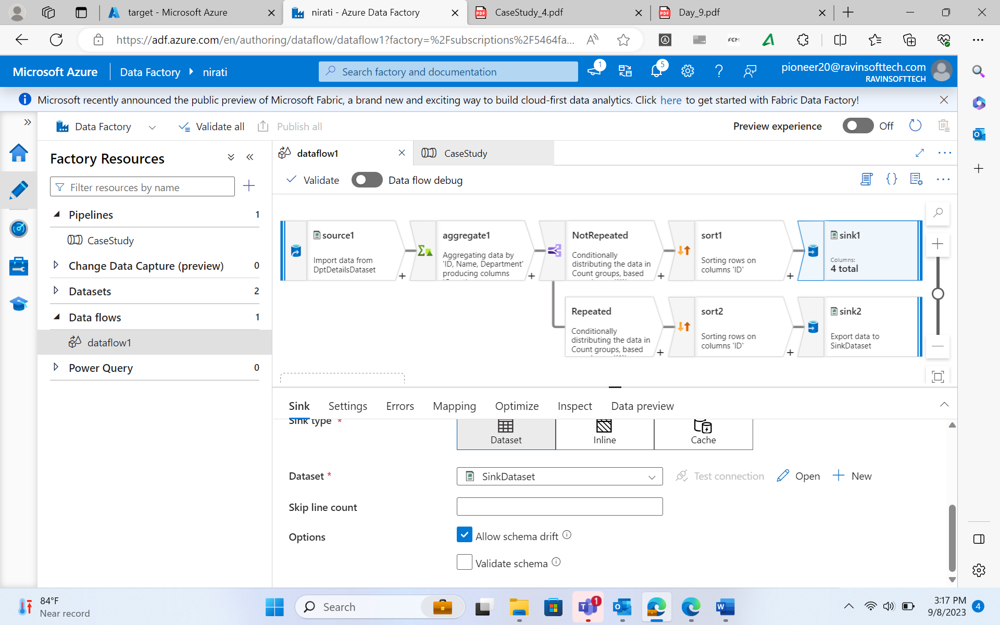 target - Microsoft Azure
nirati - Azure Data Factory
CaseStudy_4.pdf
Day_9.pdf
https://adf.azure.com/en/authoring/dataflow/dataflow1?factory=%2Fsubscriptions%2F5464fa...
FCM
Microsoft Azure
Data Factory
nirati
Search factory and documentation
1
5
pioneer20@ravinsofttech.com
RAVINSOFTTECH
Microsoft recently announced the public preview of Microsoft Fabric, a brand new and exciting way to build cloud-first data analytics. Click here to get started with Fabric Data Factory!
Data Factory
Validate all
Publish all
Preview experience
Off
Factory Resources
Filter resources by name
Pipelines 1
CaseStudy
Change Data Capture (preview) 0
Datasets 2
Data flows 1
dataflow1
Power Query 0
dataflow1
CaseStudy
Validate
Data flow debug
source1
Import data from
DptDetailsDataset
aggregate1
Aggregating data by
'ID, Name, Department'
producing columns
NotRepeated
Conditionally
distributing the data in
Count groups, based
sort1
Sorting rows on
columns 'ID'
sink1
Columns:
4 total
Repeated
Conditionally
distributing the data in
Count groups, based
sort2
Sorting rows on
columns 'ID'
sink2
Export data to
SinkDataset
Sink
Settings
Errors
Mapping
Optimize
Inspect
Data preview
Sink type *
Dataset
Inline
Cache
Dataset *
SinkDataset
Test connection
Open
New
Skip line count
Options
Allow schema drift
Validate schema
84°F
Near record
Search
1
3:17 PM
9/8/2023
4